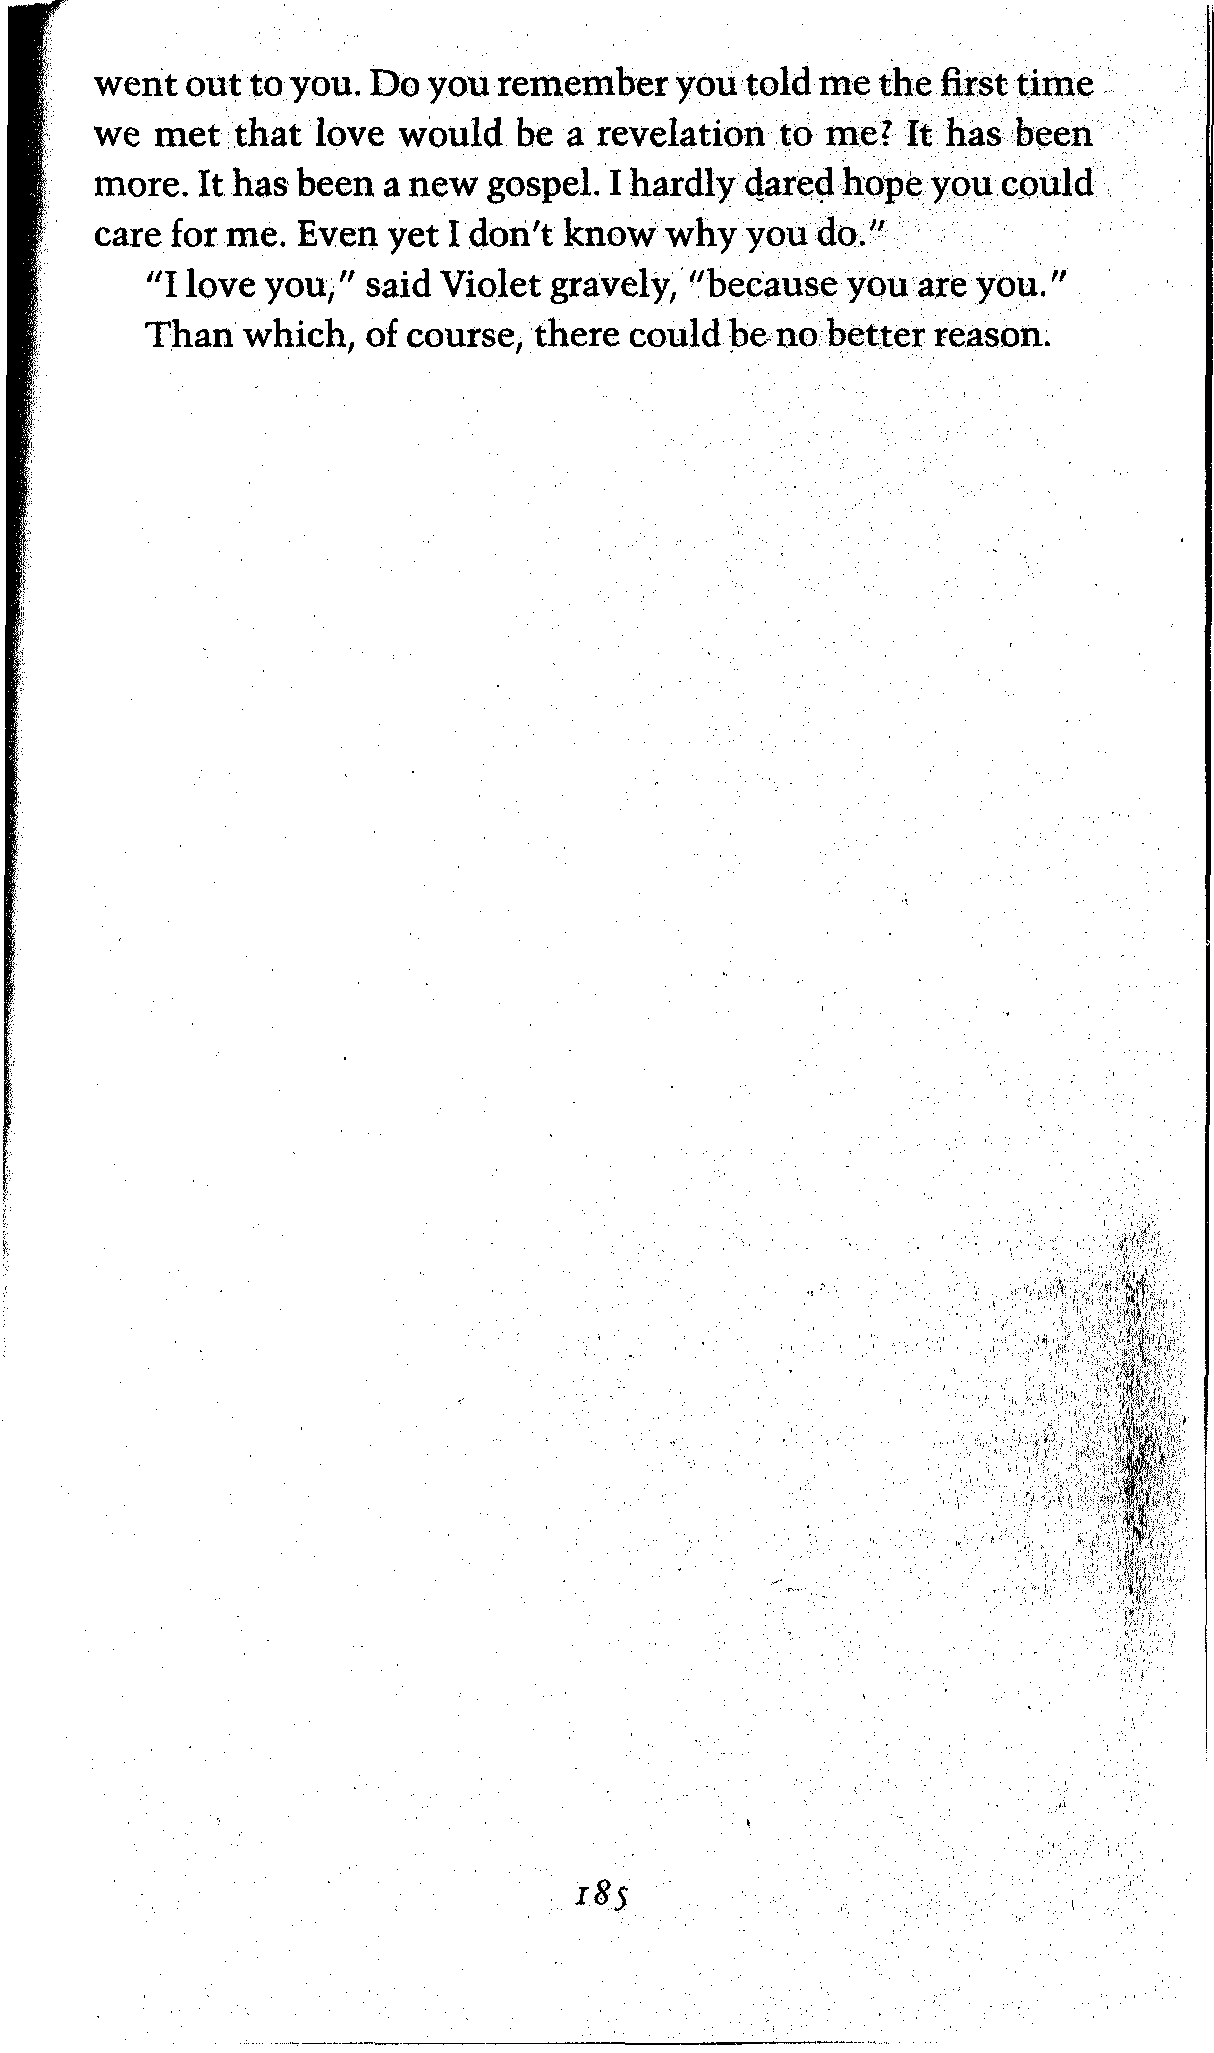 went out to you. Do you remember you told me the first time
we met that love would be a revelation to me? It has been
more. It has been a new gospel. I hardly dared hope you could
care for me. Even yet I don't know why you do."
"I love you," said Violet gravely, "because you are you."
Than which, of course, there could be no better reason.
185